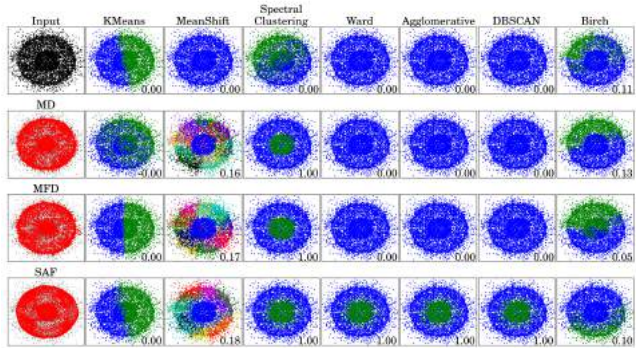 Spectral
Input KMeans MeanShift Clustering Ward Agglomerative DBSCAN Birch
0.00 0.00 0.00 0.00 0.00 0.00 0.11
MD
-0.00 0.16 1.00 0.00 0.00 0.00 0.13
MFD
0.00 0.17 1.00 0.00 0.00 0.00 0.05
SAF
0.00 0.18 1.00 1.00 1.00 1.00 0.10